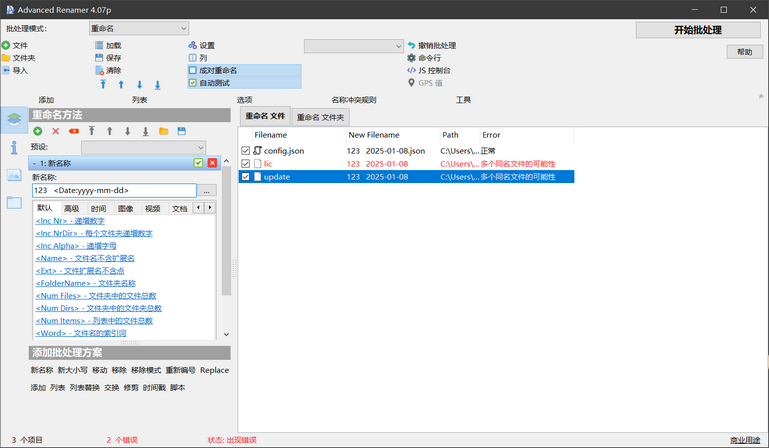 Advanced Renamer 4.07p
批处理模式: 重命名 开始批处理
文件 加载 设置 撤销批处理 帮助
文件夹 保存 列 命令行
导入 清除 成对重命名 JS 控制台
自动测试 GPS 值
添加 列表 选项 名称冲突规则 工具
重命名方法 重命名 文件 重命名 文件夹
Filename New Filename Path Error
config.json 123 2025-01-08.json C:\Users\... 正常
lic 123 2025-01-08 C:\Users\... 多个同名文件的可能性
update 123 2025-01-08 C:\Users\... 多个同名文件的可能性
预设:
- 1: 新名称
新名称:
123 <Date:yyyy-mm-dd> ...
默认 高级 时间 图像 视频 文档
<Inc Nr> - 递增数字
<Inc NrDir> - 每个文件夹递增数字
<Inc Alpha> - 递增字母
<Name> - 文件名不含扩展名
<Ext> - 文件扩展名不含点
<FolderName> - 文件夹名称
<Num Files> - 文件夹中的文件总数
<Num Dirs> - 文件夹中的文件夹总数
<Num Items> - 列表中的文件总数
<Word> - 文件名的索引词
添加批处理方案
新名称 新大小写 移动 移除 移除模式 重新编号 Replace
添加 列表 列表替换 交换 修剪 时间戳 脚本
3 个项目 2 个错误 状态: 出现错误 商业用途